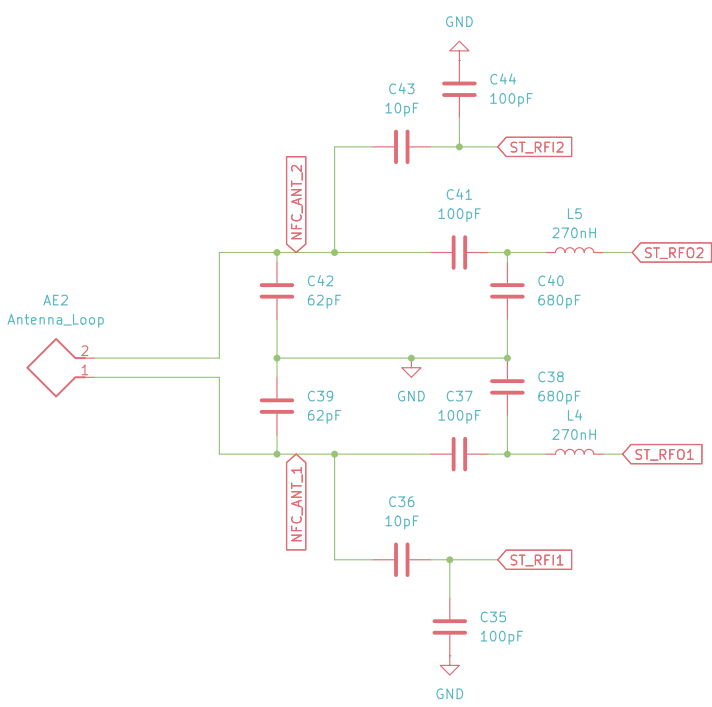 GND
C44
100pF
C43
10pF
ST_RFI2
NFC_ANT_2
C41
100pF
L5
270nH
ST_RFO2
C42
62pF
C40
680pF
AE2
Antenna_Loop
2
1
GND
C39
62pF
C37
100pF
C38
680pF
L4
270nH
ST_RFO1
NFC_ANT_1
C36
10pF
ST_RFI1
C35
100pF
GND